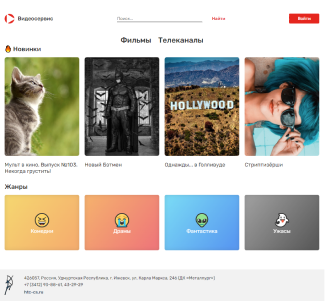 Видеосервис
Поиск...
Найти
Войти
Фильмы Телеканалы
Новинки
HOLLYWOOD
Мульт в кино. Выпуск №103. Некогда грустить!
Новый Бэтмен
Однажды... в Голливуде
Стриптизёрши
Жанры
Комедии
Драмы
Фантастика
Ужасы
426057, Россия, Удмуртская Республика, г. Ижевск, ул. Карла Маркса, 246 (ДК «Металлург»)
+7 (3412) 93-88-61, 43-29-29
htc-cs.ru